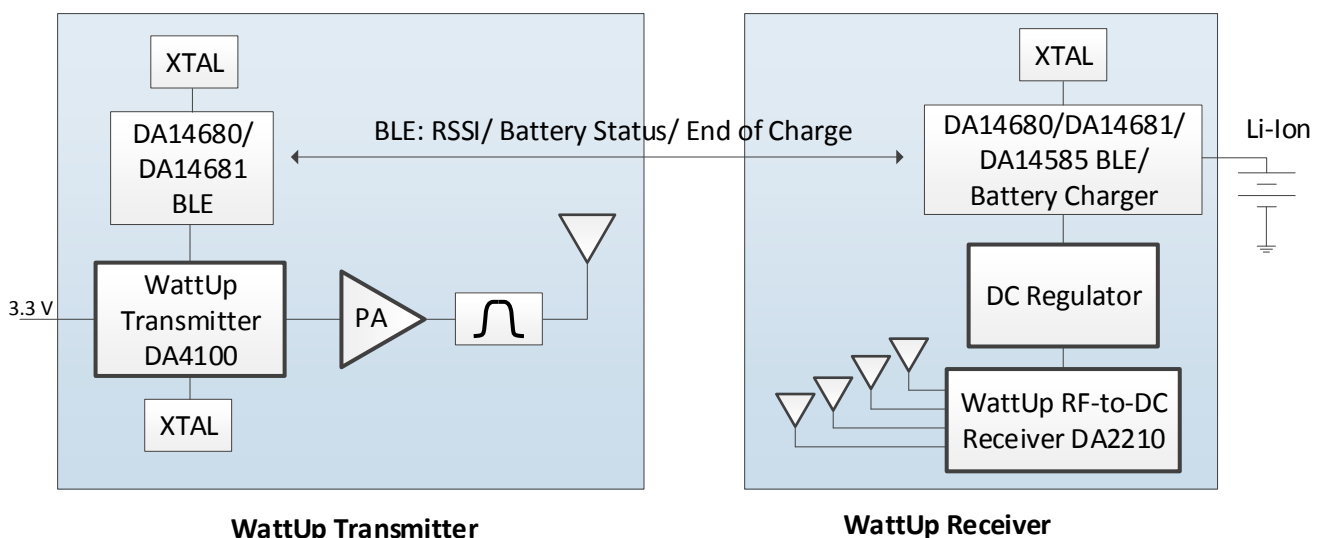 XTAL
DA14680/
DA14681
BLE
3.3 V
WattUp
Transmitter
DA4100
PA
XTAL
BLE: RSSI/ Battery Status/ End of Charge
XTAL
DA14680/DA14681/
DA14585 BLE/
Battery Charger
Li-Ion
DC Regulator
WattUp RF-to-DC
Receiver DA2210
WattUp Transmitter
WattUp Receiver